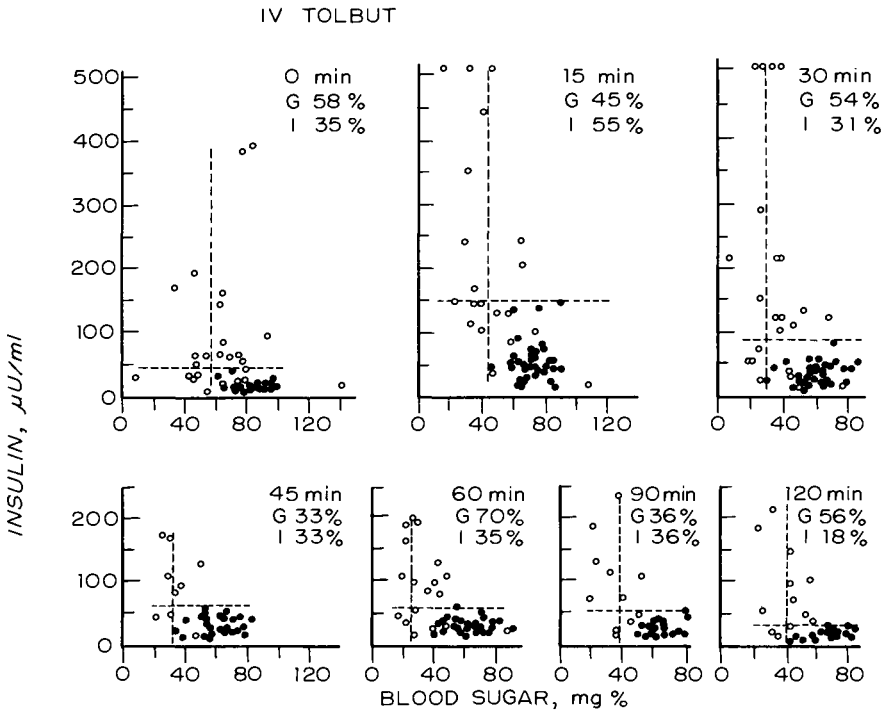 IV TOLBUT
0 min
G 58%
I 35%
15 min
G 45%
I 55%
30 min
G 54%
I 31%
500
400
300
200
100
0
0 40 80 120
0 40 80 120
0 40 80
INSULIN, μU/ml
45 min
G 33%
I 33%
60 min
G 70%
I 35%
90 min
G 36%
I 36%
120 min
G 56%
I 18%
200
100
0
0 40 80 120
0 40 80
0 40 80
0 40 80
BLOOD SUGAR, mg %